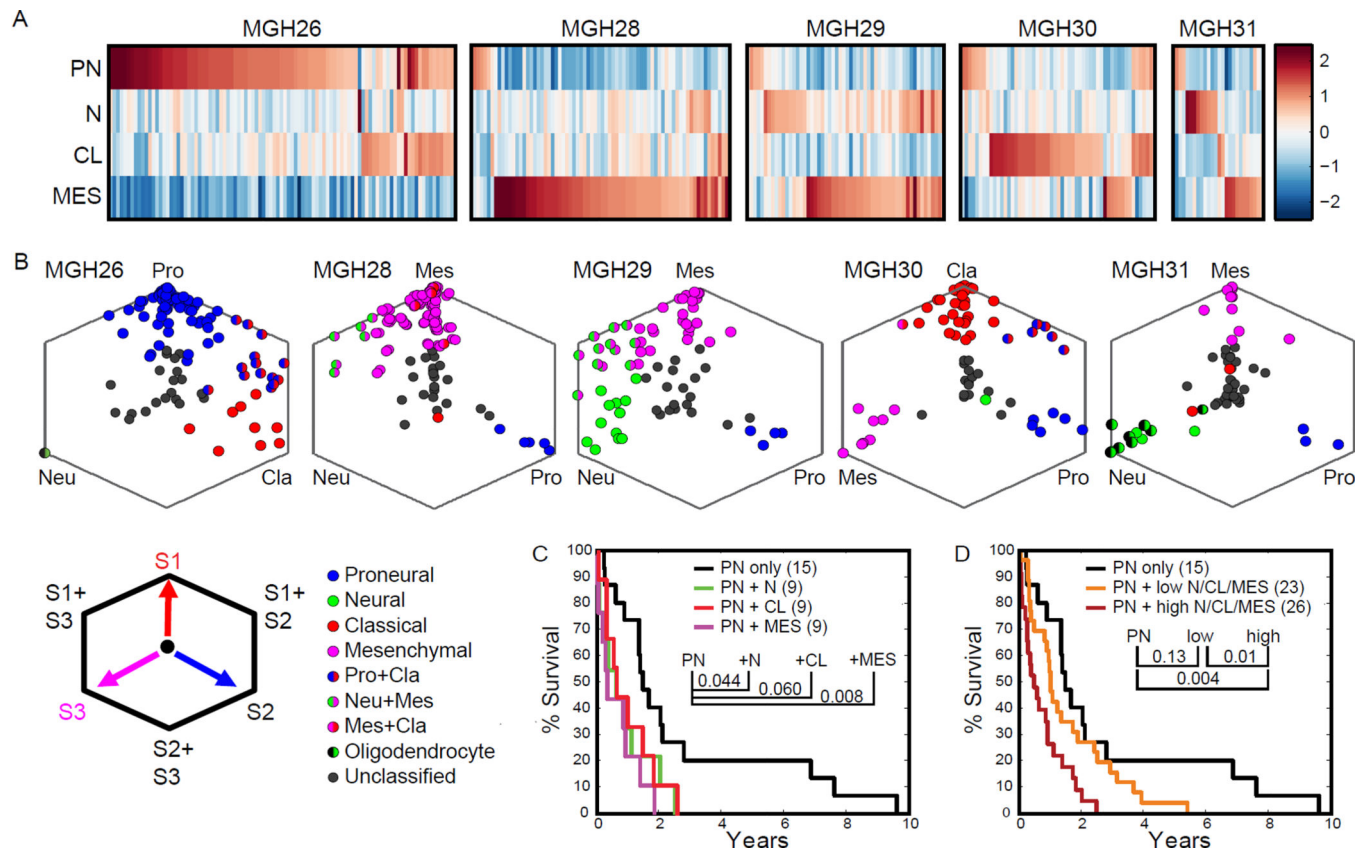 A
MGH26 MGH28 MGH29 MGH30 MGH31
PN
N
CL
MES
2
1
0
−1
−2
B
MGH26 Pro MGH28 Mes MGH29 Mes MGH30 Cla MGH31 Mes
Neu Cla Neu Pro Neu Pro Mes Pro Neu Pro
S1
S1+
S3
S1+
S2
S3
S2
S2+
S3
Proneural
Neural
Classical
Mesenchymal
Pro+Cla
Neu+Mes
Mes+Cla
Oligodendrocyte
Unclassified
C
% Survival
100
90
80
70
60
50
40
30
20
10
0
0 2 4 6 8 10
Years
PN only (15)
PN + N (9)
PN + CL (9)
PN + MES (9)
PN +N +CL +MES
0.044
0.060
0.008
D
% Survival
100
90
80
70
60
50
40
30
20
10
0
0 2 4 6 8 10
Years
PN only (15)
PN + low N/CL/MES (23)
PN + high N/CL/MES (26)
PN low high
0.13 0.01
0.004